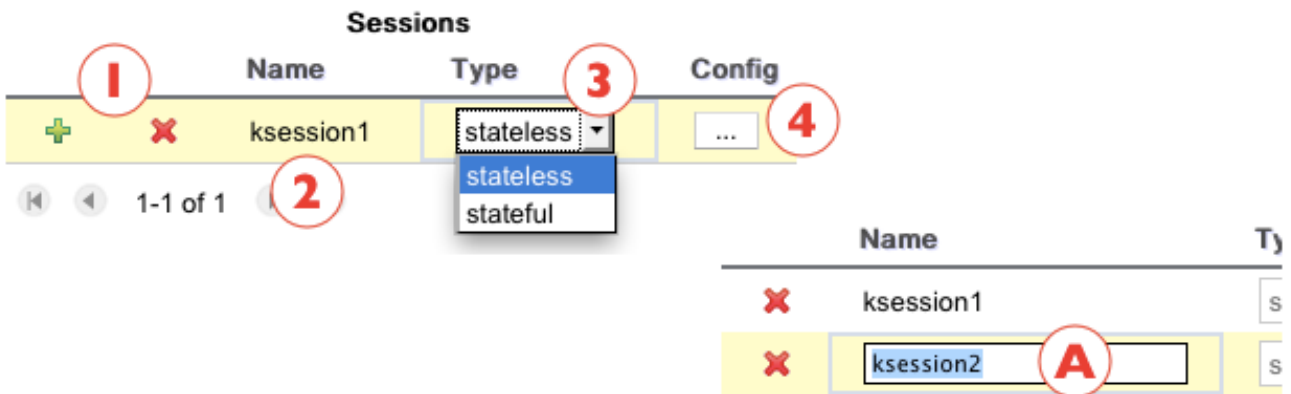 Sessions
1
Name Type 3 Config
ksession1 stateless ... 4
2 stateless
1-1 of 1 stateful
Name
ksession1
ksession2 A